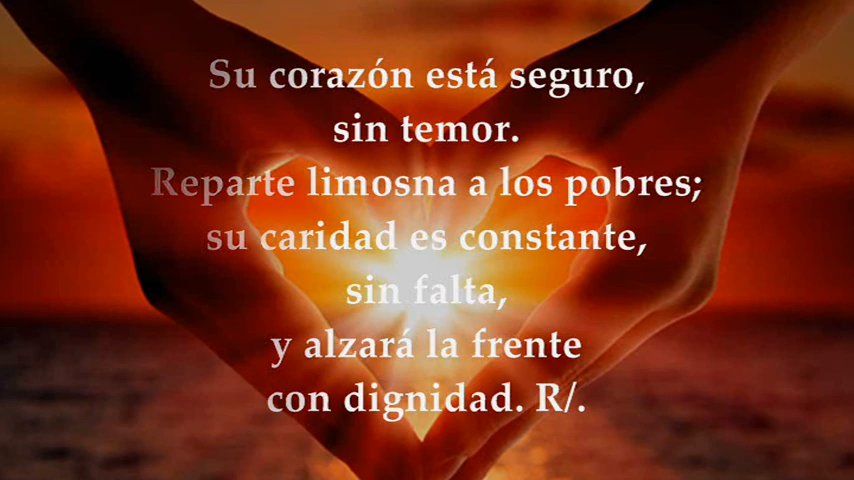 Su corazón está seguro,
sin temor.
Reparte limosna a los pobres;
su caridad es constante,
sin falta,
y alzará la frente
con dignidad. R/.